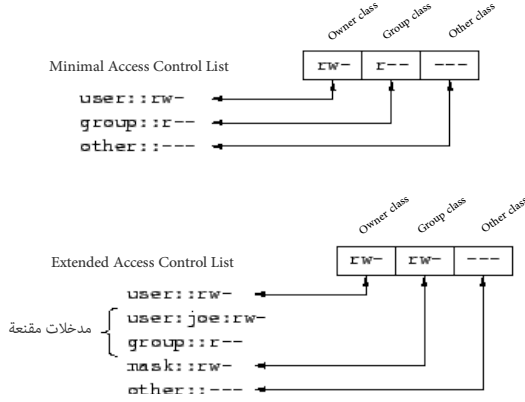 Owner class Group class Other class
Minimal Access Control List
rw- r-- ---
user::rw-
group::r--
other::---
Owner class Group class Other class
Extended Access Control List
rw- rw- ---
user::rw-
user:joe:rw-
مدخلات مقنعة
group::r--
mask::rw-
other::---